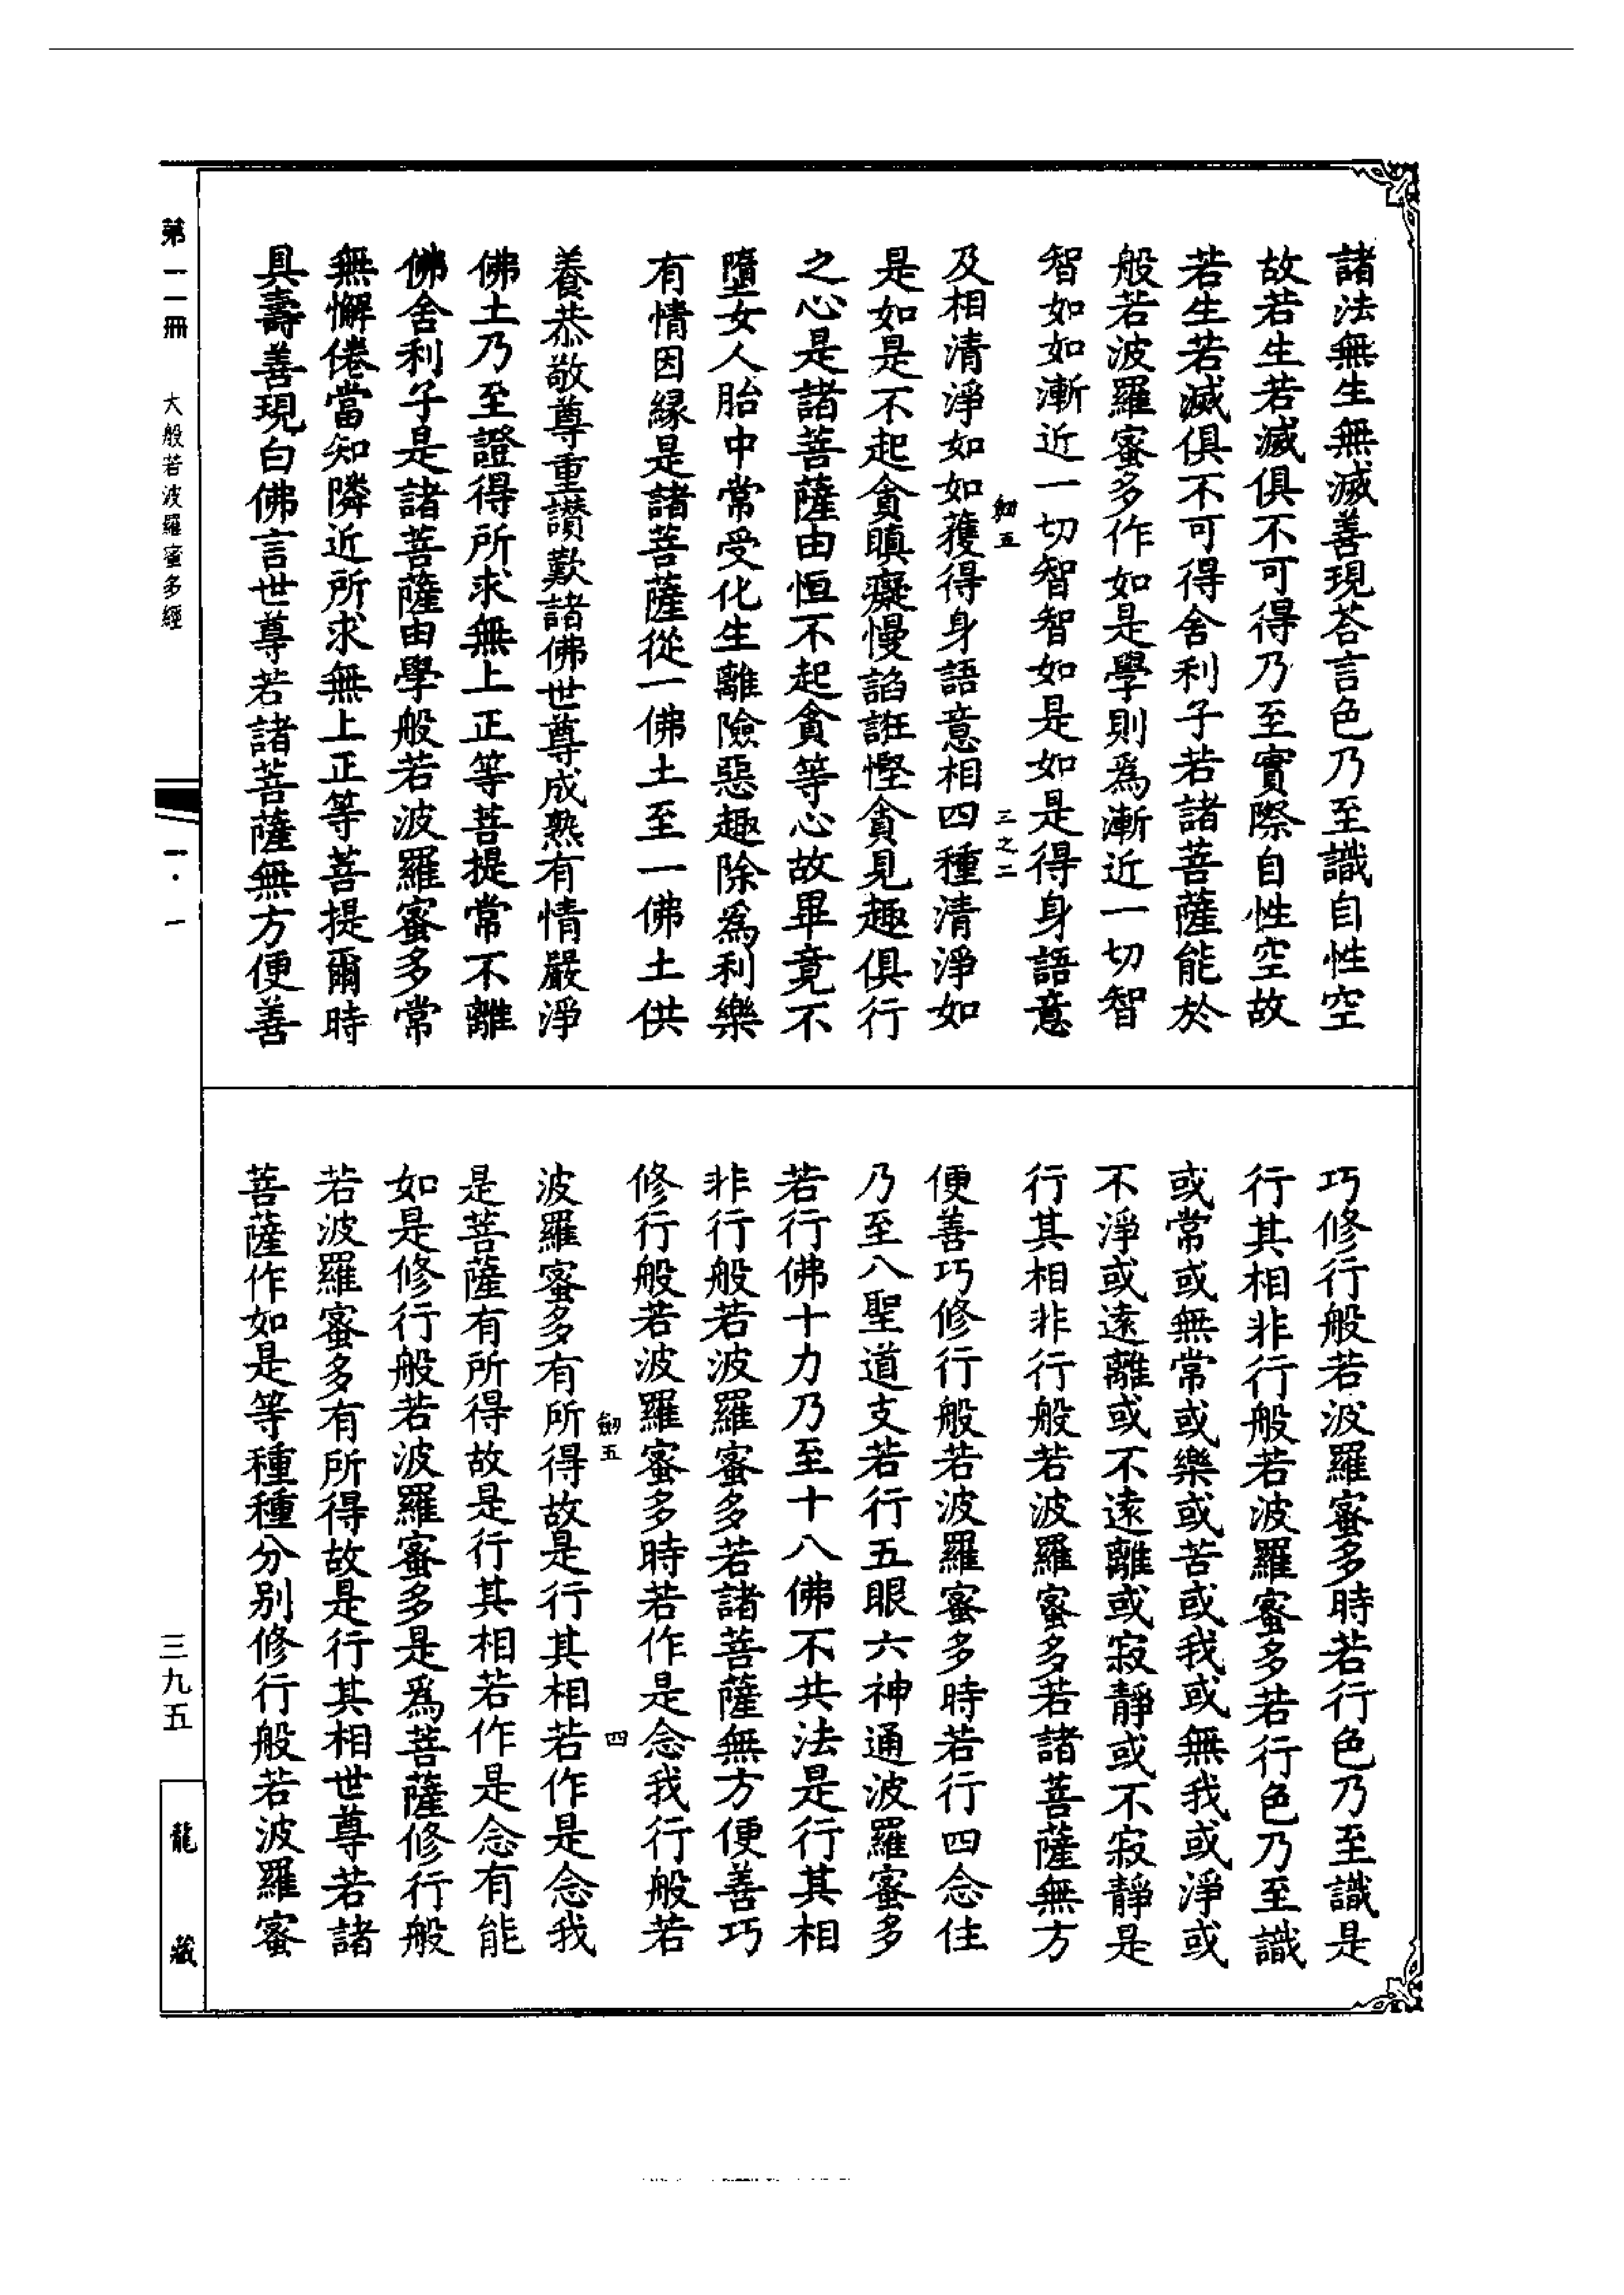 諸法無生無滅善現荅言色乃至識自性空
故若生若滅俱不可得乃至實際自性空故
若生若滅俱不可得舍利子若諸菩薩能於
般若波羅蜜多作如是學則爲漸近一切智
智如如漸近一切智智如是如是得身語意
劒五 三之二
及相清淨如如獲得身語意相四種清淨如
是如是不起貪瞋癡慢諂誑慳貪見趣俱行
之心是諸菩薩由恒不起貪等心故畢竟不
墮女人胎中常受化生離險惡趣除爲利樂
有情因緣是諸菩薩從一佛土至一佛土供
養恭敬尊重讚歎諸佛世尊成熟有情嚴淨
佛土乃至證得所求無上正等菩提常不離
佛舍利子是諸菩薩由學般若波羅蜜多常
無懈倦當知隣近所求無上正等菩提爾時
具壽善現白佛言世尊若諸菩薩無方便善
巧修行般若波羅蜜多時若行色乃至識是
行其相非行般若波羅蜜多若行色乃至識
或常或無常或樂或苦或我或無我或淨或
不淨或遠離或不遠離或寂靜或不寂靜是
行其相非行般若波羅蜜多若諸菩薩無方
便善巧修行般若波羅蜜多時若行四念住
乃至八聖道支若行五眼六神通波羅蜜多
若行佛十力乃至十八佛不共法是行其相
非行般若波羅蜜多若諸菩薩無方便善巧
修行般若波羅蜜多時若作是念我行般若
劒五 四
波羅蜜多有所得故是行其相若作是念我
是菩薩有所得故是行其相若作是念有能
如是修行般若波羅蜜多是爲菩薩修行般
若波羅蜜多有所得故是行其相世尊若諸
菩薩作如是等種種分別修行般若波羅蜜
第一一冊 大般若波羅蜜多經 一·一 三九五 龍藏